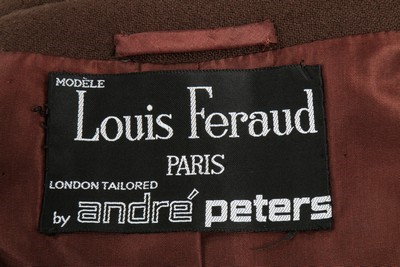 MODÈLE
Louis Feraud
PARIS
LONDON TAILORED
by andré peters